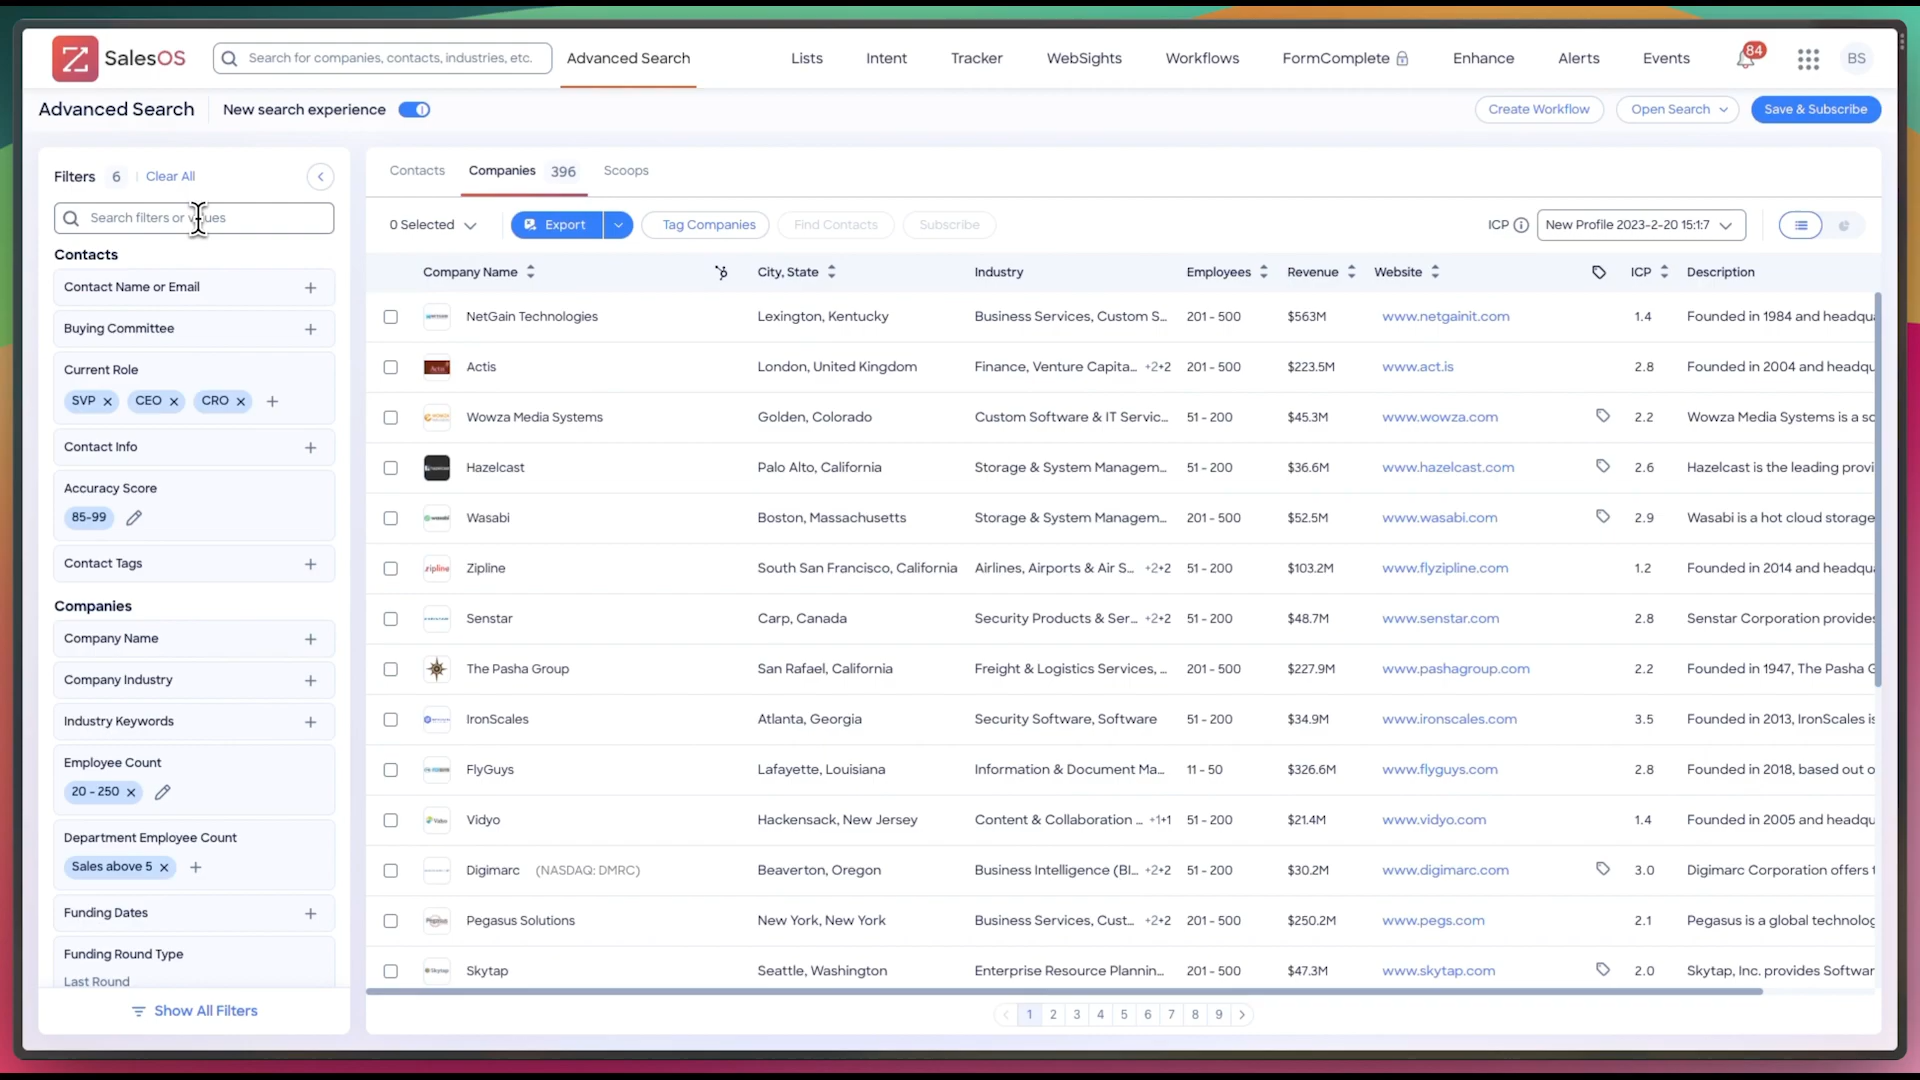 SalesOS Search for companies, contacts, industries, etc. Advanced Search Lists Intent Tracker WebSights Workflows FormComplete Enhance Alerts Events 84 BS
Advanced Search New search experience Create Workflow Open Search Save & Subscribe
Filters 6 Clear All
Search filters or values
Contacts
Contact Name or Email
Buying Committee
Current Role
SVP CEO CRO
Contact Info
Accuracy Score
85-99
Contact Tags
Companies
Company Name
Company Industry
Industry Keywords
Employee Count
20 - 250
Department Employee Count
Sales above 5
Funding Dates
Funding Round Type
Last Round
Show All Filters
Contacts Companies 396 Scoops
0 Selected Export Tag Companies Find Contacts Subscribe ICP New Profile 2023-2-20 15:1:7
Company Name City, State Industry Employees Revenue Website ICP Description
NetGain Technologies Lexington, Kentucky Business Services, Custom S... 201 - 500 $563M www.netgainit.com 1.4 Founded in 1984 and headqu
Actis London, United Kingdom Finance, Venture Capita... +2+2 201 - 500 $223.5M www.act.is 2.8 Founded in 2004 and headqu
Wowza Media Systems Golden, Colorado Custom Software & IT Servic... 51 - 200 $45.3M www.wowza.com 2.2 Wowza Media Systems is a so
Hazelcast Palo Alto, California Storage & System Managem... 51 - 200 $36.6M www.hazelcast.com 2.6 Hazelcast is the leading provi
Wasabi Boston, Massachusetts Storage & System Managem... 201 - 500 $52.5M www.wasabi.com 2.9 Wasabi is a hot cloud storage
Zipline South San Francisco, California Airlines, Airports & Air S... +2+2 51 - 200 $103.2M www.flyzipline.com 1.2 Founded in 2014 and headqu
Senstar Carp, Canada Security Products & Ser... +2+2 51 - 200 $48.7M www.senstar.com 2.8 Senstar Corporation provides
The Pasha Group San Rafael, California Freight & Logistics Services, ... 201 - 500 $227.9M www.pashagroup.com 2.2 Founded in 1947, The Pasha G
IronScales Atlanta, Georgia Security Software, Software 51 - 200 $34.9M www.ironscales.com 3.5 Founded in 2013, IronScales is
FlyGuys Lafayette, Louisiana Information & Document Ma... 11 - 50 $326.6M www.flyguys.com 2.8 Founded in 2018, based out o
Vidyo Hackensack, New Jersey Content & Collaboration ... +1+1 51 - 200 $21.4M www.vidyo.com 1.4 Founded in 2005 and headqu
Digimarc (NASDAQ: DMRC) Beaverton, Oregon Business Intelligence (BI... +2+2 51 - 200 $30.2M www.digimarc.com 3.0 Digimarc Corporation offers t
Pegasus Solutions New York, New York Business Services, Cust... +2+2 201 - 500 $250.2M www.pegs.com 2.1 Pegasus is a global technolog
Skytap Seattle, Washington Enterprise Resource Plannin... 201 - 500 $47.3M www.skytap.com 2.0 Skytap, Inc. provides Softwar
1 2 3 4 5 6 7 8 9